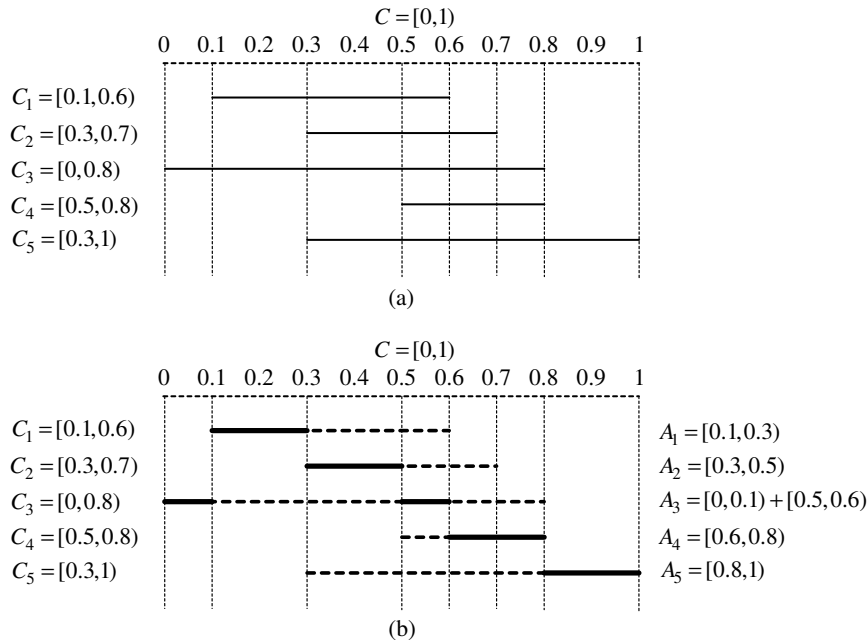 C = [0,1)
0 0.1 0.2 0.3 0.4 0.5 0.6 0.7 0.8 0.9 1
C₁ = [0.1, 0.6)
C₂ = [0.3, 0.7)
C₃ = [0, 0.8)
C₄ = [0.5, 0.8)
C₅ = [0.3, 1)
(a)
C = [0,1)
0 0.1 0.2 0.3 0.4 0.5 0.6 0.7 0.8 0.9 1
C₁ = [0.1, 0.6) A₁ = [0.1, 0.3)
C₂ = [0.3, 0.7) A₂ = [0.3, 0.5)
C₃ = [0, 0.8) A₃ = [0, 0.1) + [0.5, 0.6)
C₄ = [0.5, 0.8) A₄ = [0.6, 0.8)
C₅ = [0.3, 1) A₅ = [0.8, 1)
(b)